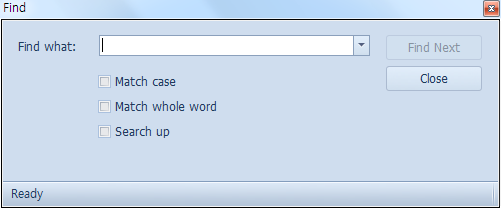 Find
Find what:
Find Next
Close
Match case
Match whole word
Search up
Ready